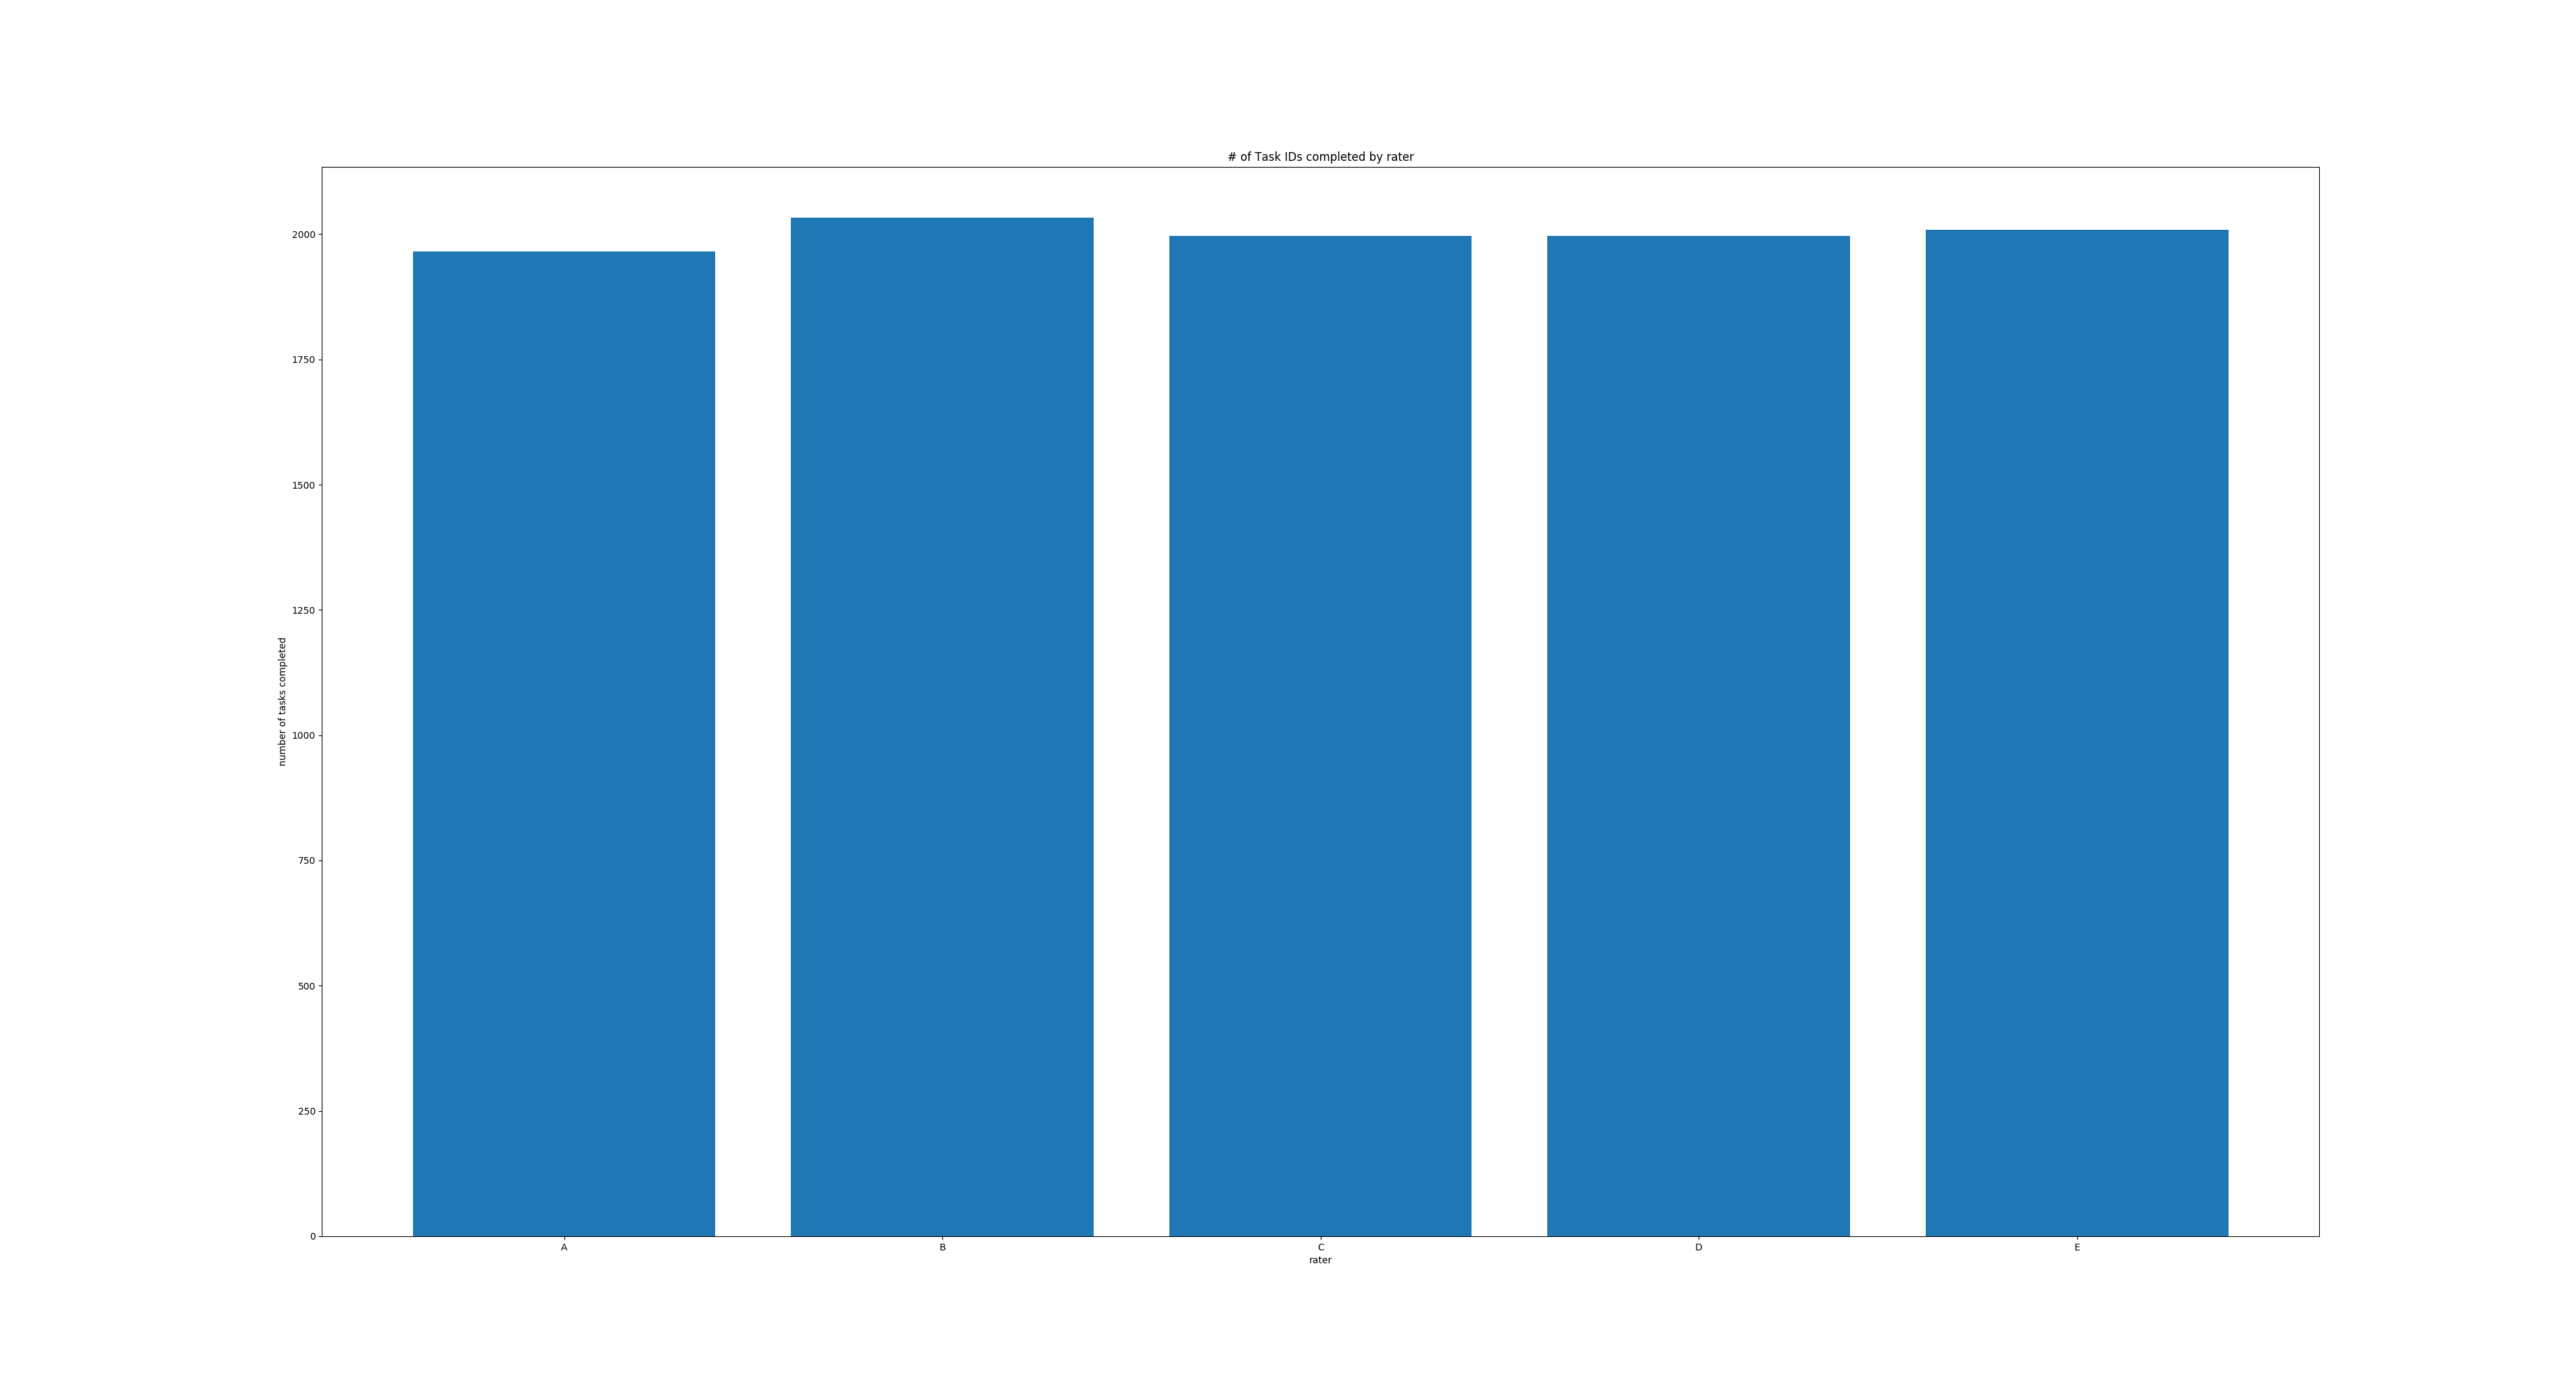 # of Task IDs completed by rater
2000
1750
1500
1250
1000
750
500
250
0
number of tasks completed
A B C D E
rater